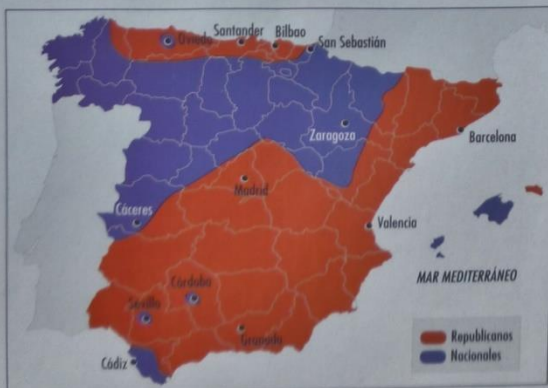 Santander
Bilbao
Oviedo
San Sebastián
Zaragoza
Barcelona
Madrid
Cáceres
Valencia
MAR MEDITERRÁNEO
Córdoba
Sevilla
Granada
Cádiz
Republicanos
Nacionales